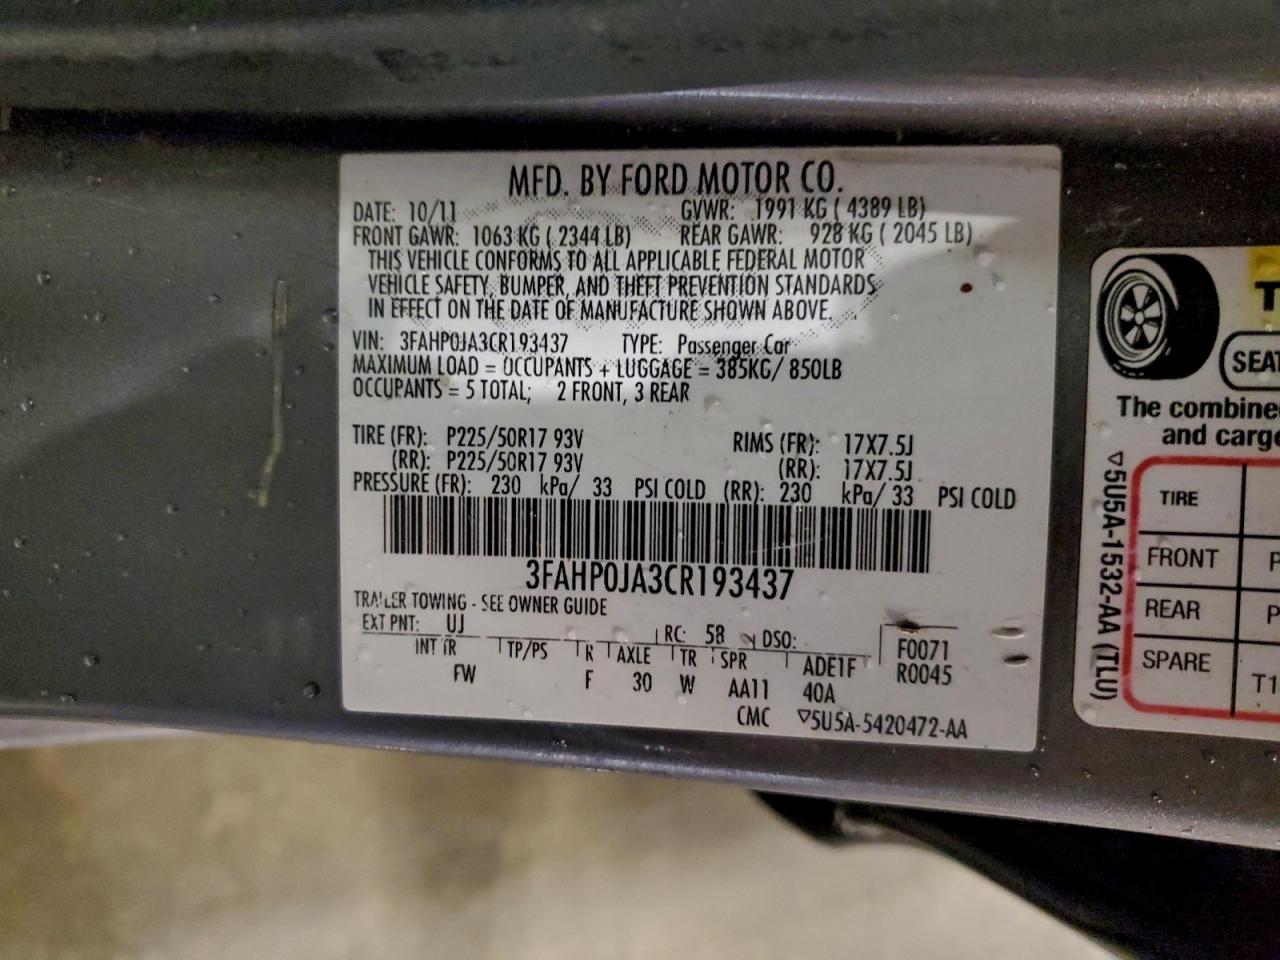 MFD. BY FORD MOTOR CO.
DATE: 10/11 GVWR: 1991 KG ( 4389 LB)
FRONT GAWR: 1063 KG ( 2344 LB) REAR GAWR: 928 KG ( 2045 LB)
THIS VEHICLE CONFORMS TO ALL APPLICABLE FEDERAL MOTOR
VEHICLE SAFETY, BUMPER, AND THEFT PREVENTION STANDARDS
IN EFFECT ON THE DATE OF MANUFACTURE SHOWN ABOVE.
VIN: 3FAHP0JA3CR193437 TYPE: Passenger Car
MAXIMUM LOAD = OCCUPANTS + LUGGAGE = 385KG/ 850LB
OCCUPANTS = 5 TOTAL; 2 FRONT, 3 REAR
TIRE (FR): P225/50R17 93V RIMS (FR): 17X7.5J
(RR): P225/50R17 93V (RR): 17X7.5J
PRESSURE (FR): 230 kPa/ 33 PSI COLD (RR): 230 kPa/ 33 PSI COLD
3FAHP0JA3CR193437
TRAILER TOWING - SEE OWNER GUIDE
EXT PNT: UJ RC: 58 DSO:
INT TR TP/PS R AXLE TR SPR ADE1F F0071
FW F 30 W AA11 40A R0045
CMC ▽5U5A-5420472-AA
SEAT
The combine
and carg
TIRE
FRONT P
REAR P
SPARE T1
▽5U5A-1532-AA (TLU)